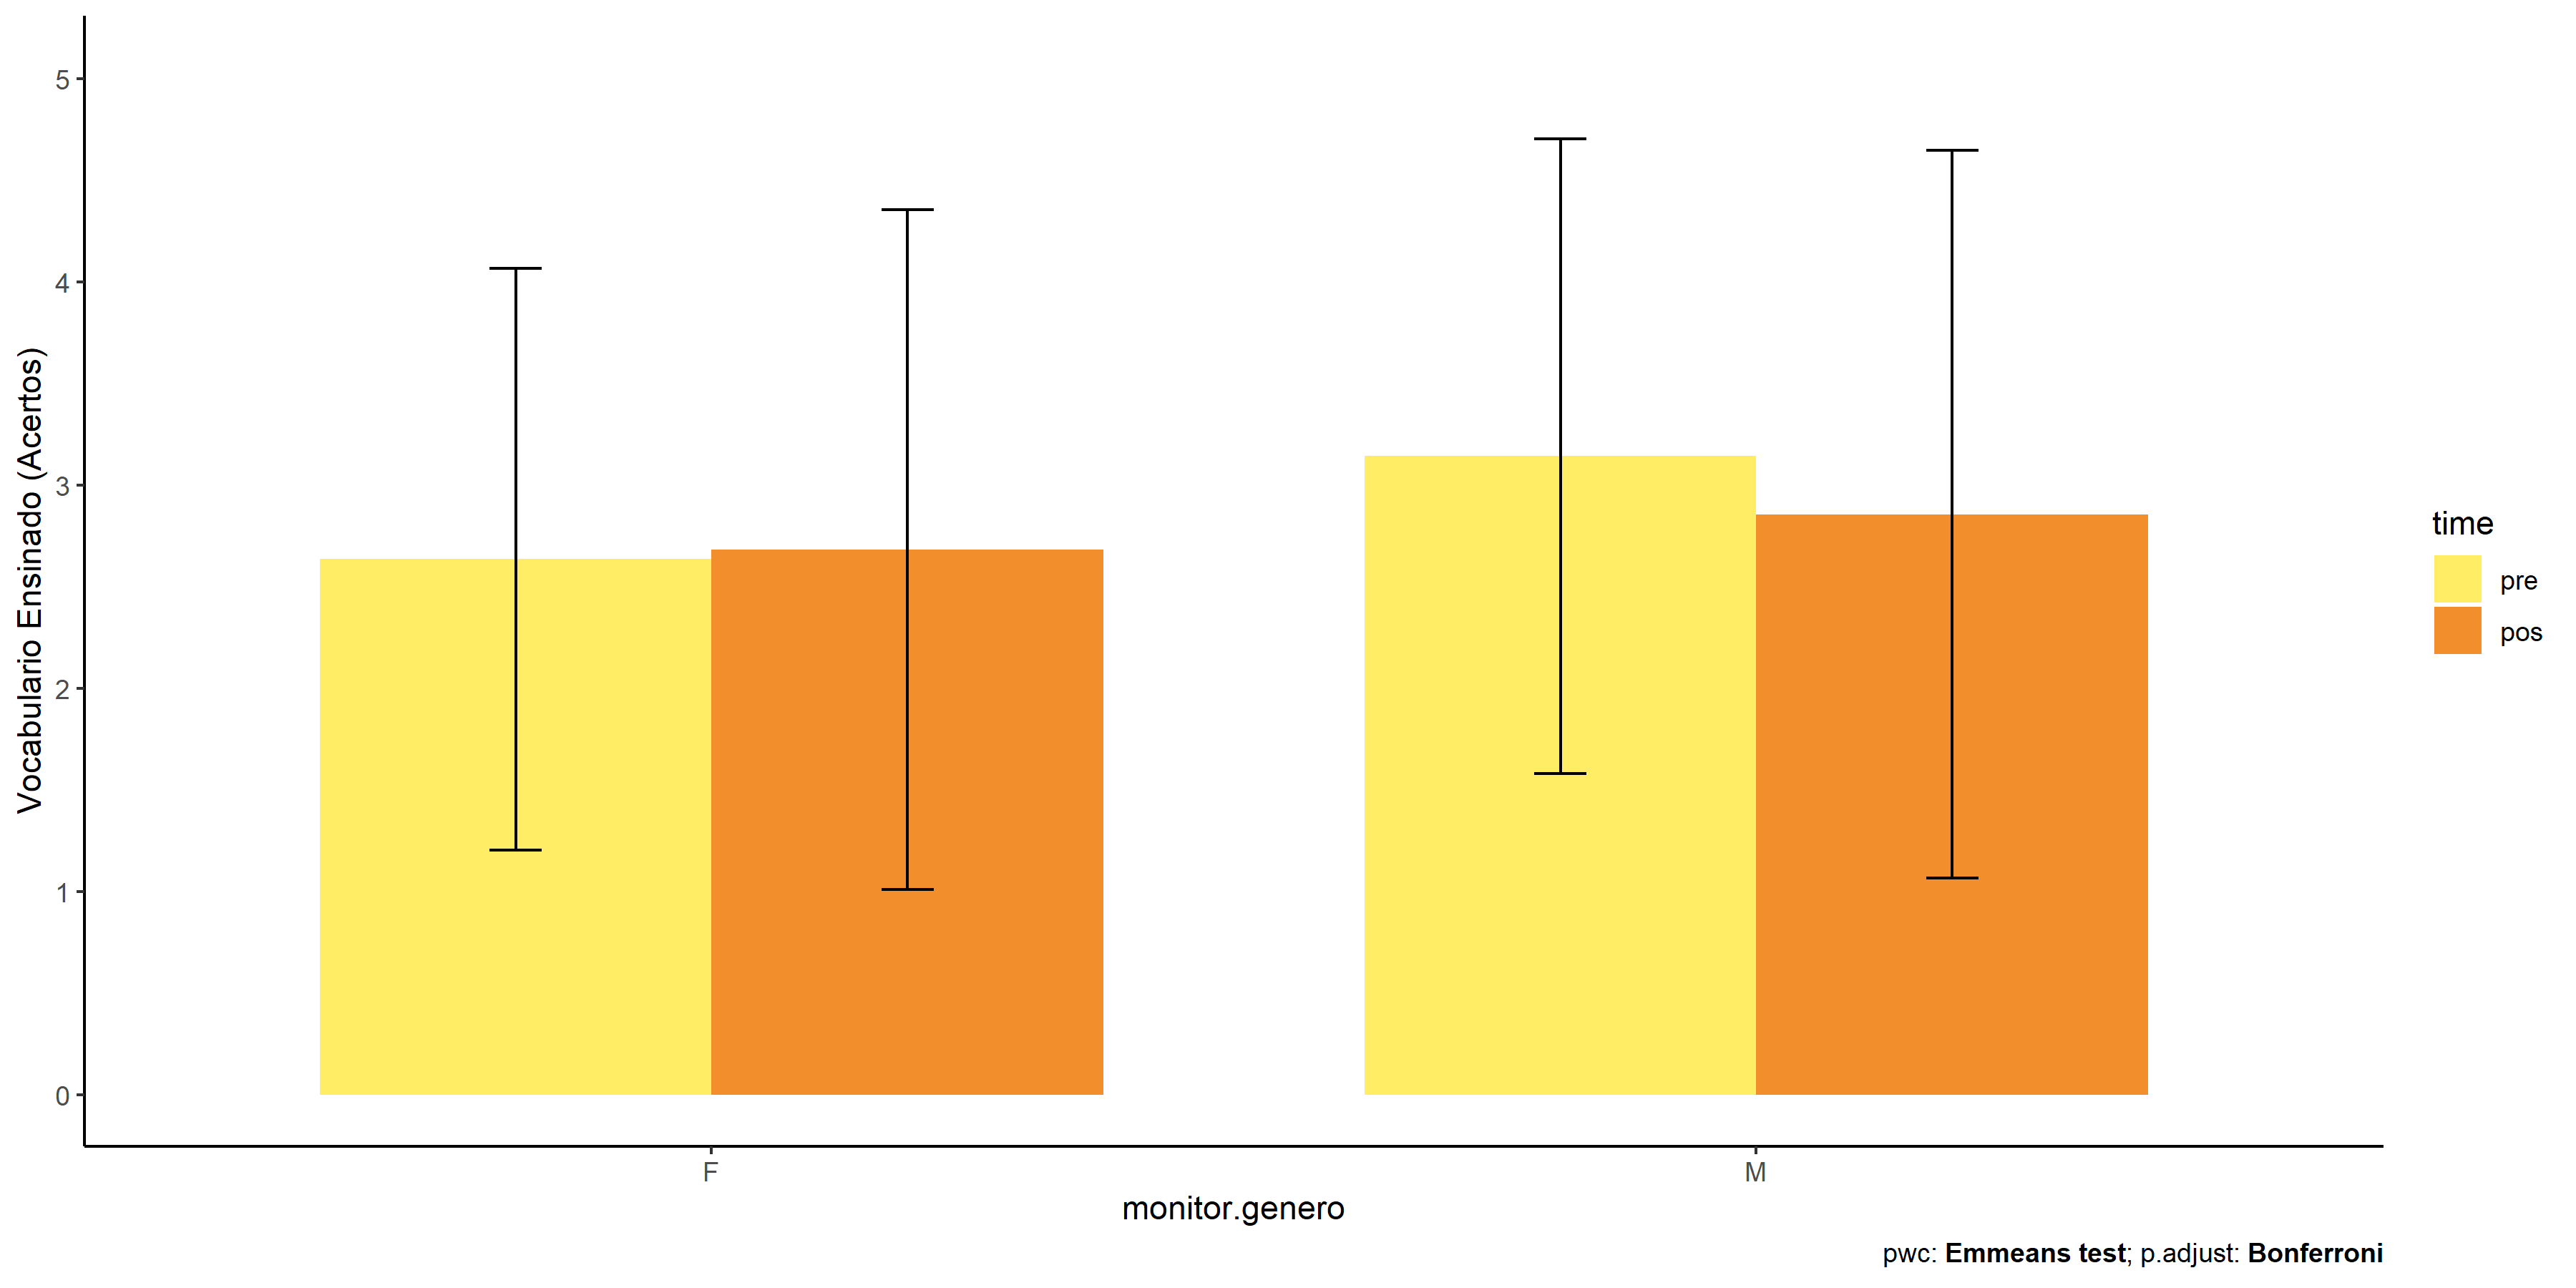 Vocabulario Ensinado (Acertos)
5
4
3
2
1
0
F
M
monitor.genero
time
pre
pos
pwc: Emmeans test; p.adjust: Bonferroni